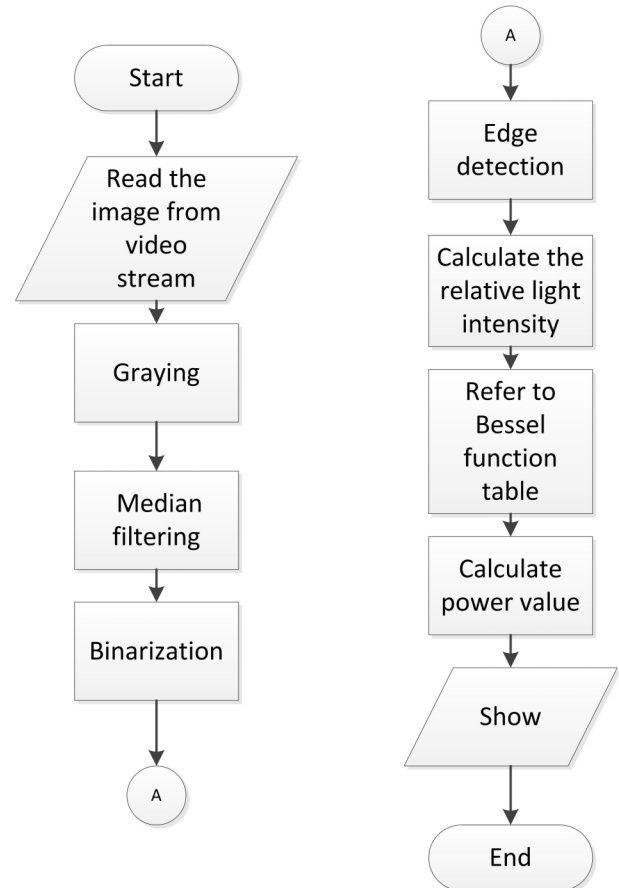 Start
Read the
image from
video
stream
Graying
Median
filtering
Binarization
A
A
Edge
detection
Calculate the
relative light
intensity
Refer to
Bessel
function
table
Calculate
power value
Show
End